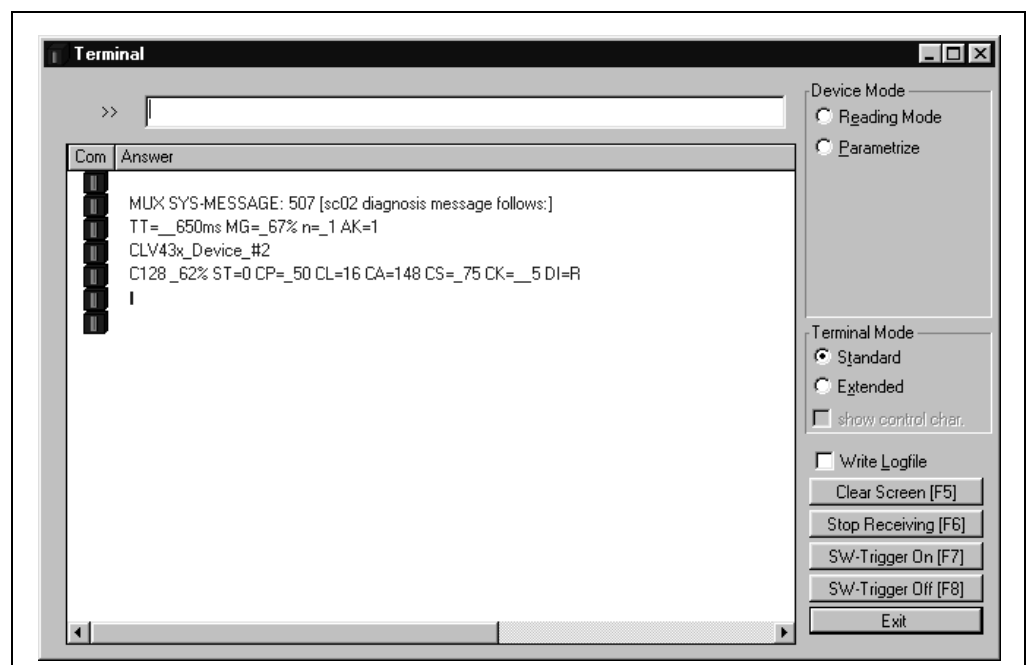 Terminal
>>
Com Answer
MUX SYS-MESSAGE: 507 [sc02 diagnosis message follows:]
TT=__650ms MG=_67% n=_1 AK=1
CLV43x_Device_#2
C128 _62% ST=0 CP=_50 CL=16 CA=148 CS=_75 CK=__5 DI=R
Device Mode
Reading Mode
Parametrize
Terminal Mode
Standard
Extended
show control char.
Write Logfile
Clear Screen [F5]
Stop Receiving [F6]
SW-Trigger On [F7]
SW-Trigger Off [F8]
Exit